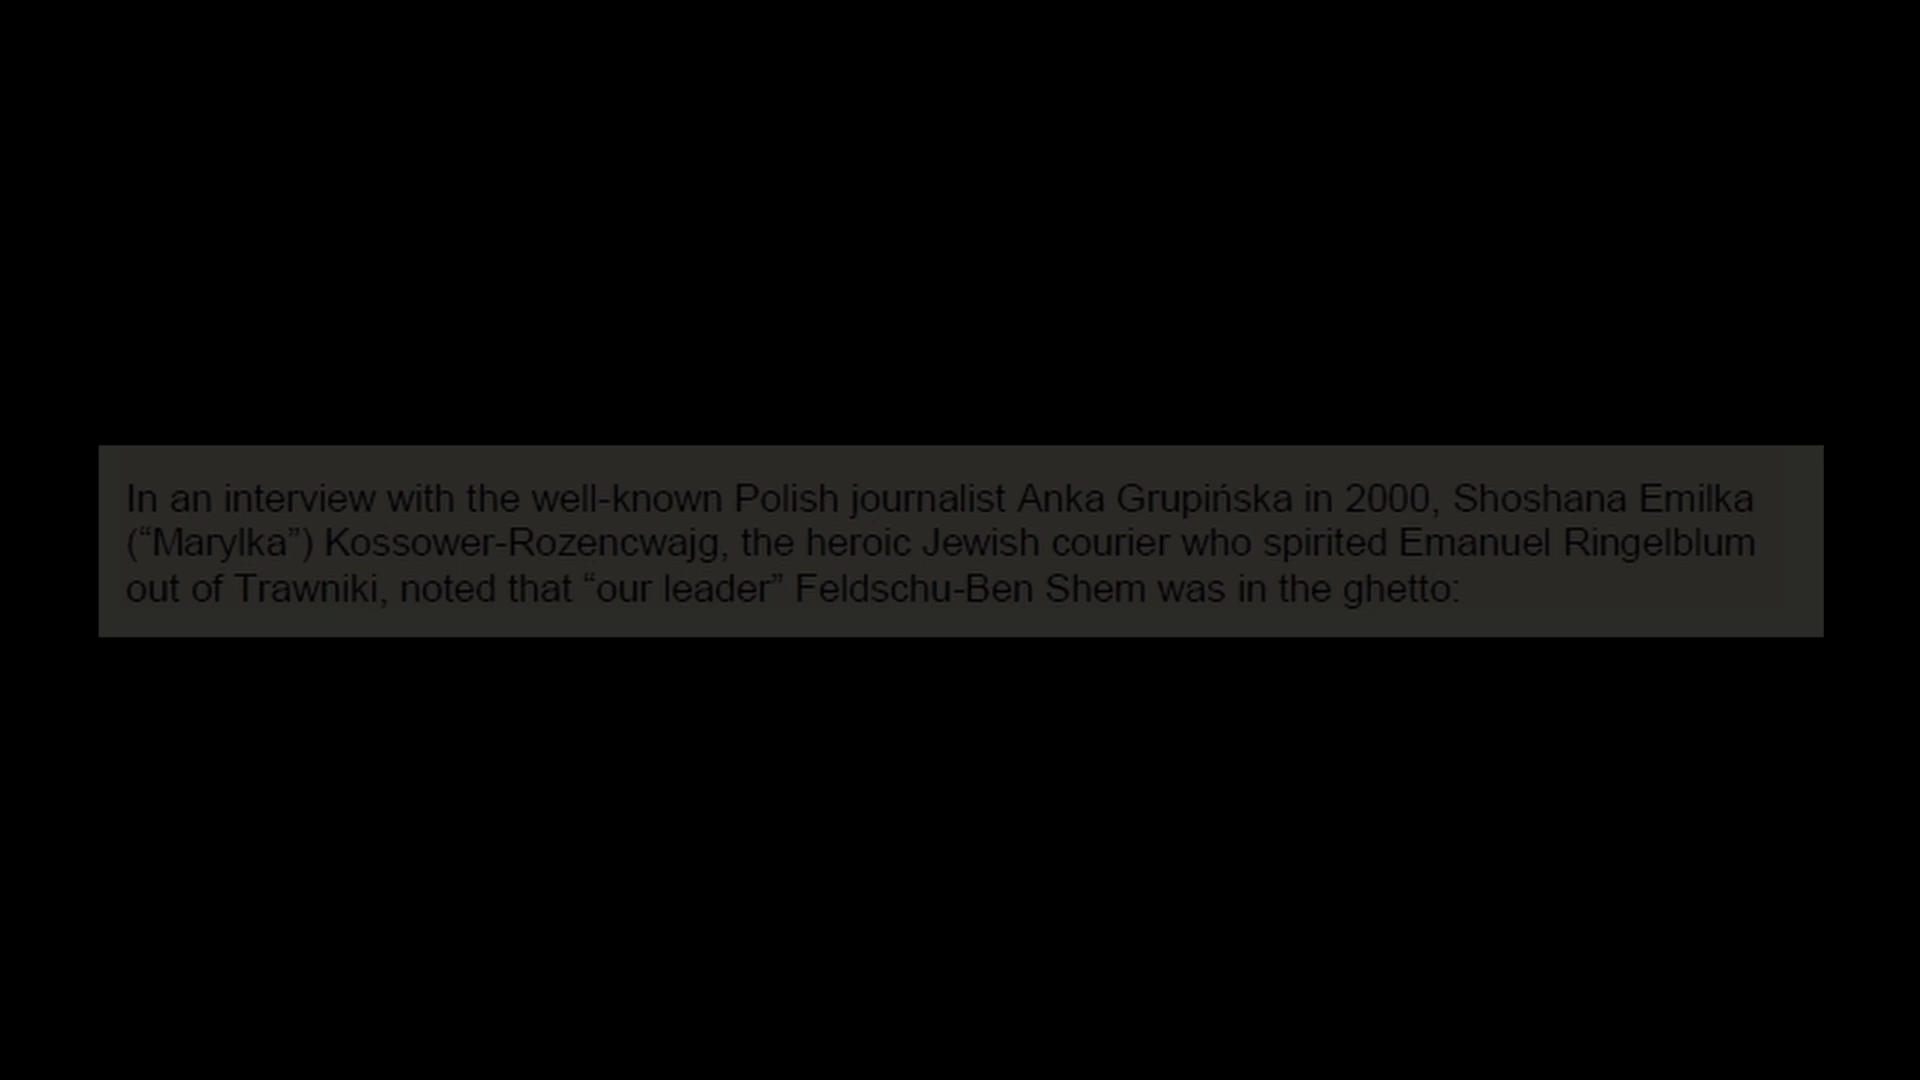 In an interview with the well-known Polish journalist Anka Grupińska in 2000, Shoshana Emilka
(“Marylka”) Kossower-Rozencwajg, the heroic Jewish courier who spirited Emanuel Ringelblum
out of Trawniki, noted that “our leader” Feldschu-Ben Shem was in the ghetto: